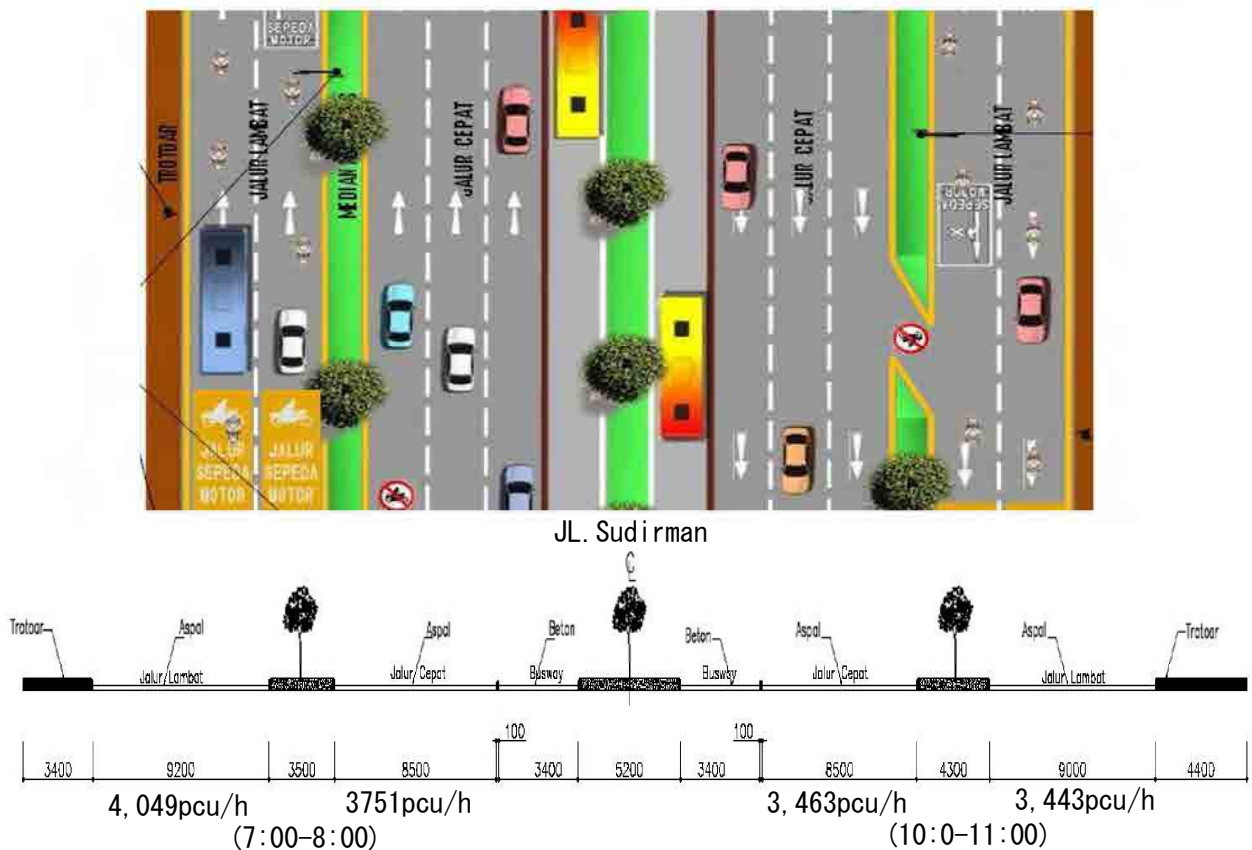 SEPEDA
MOTOR
TROTOAR
JALUR LAMBAT
JALUR CEPAT
JALUR CEPAT
JALUR LAMBAT
SEPEDA
MOTOR
JALUR
SEPEDA
MOTOR
JALUR
SEPEDA
MOTOR
JL. Sudirman
Trotoar
Aspal
Aspal
Beton
Beton
Aspal
Aspal
Trotoar
Jalur Lambat
Jalur Cepat
Busway
Busway
Jalur Cepat
Jalur Lambat
100
100
3400 9200 3500 8500 3400 5200 3400 8500 4300 9000 4400
4,049pcu/h 3751pcu/h 3,463pcu/h 3,443pcu/h
(7:00-8:00) (10:0-11:00)